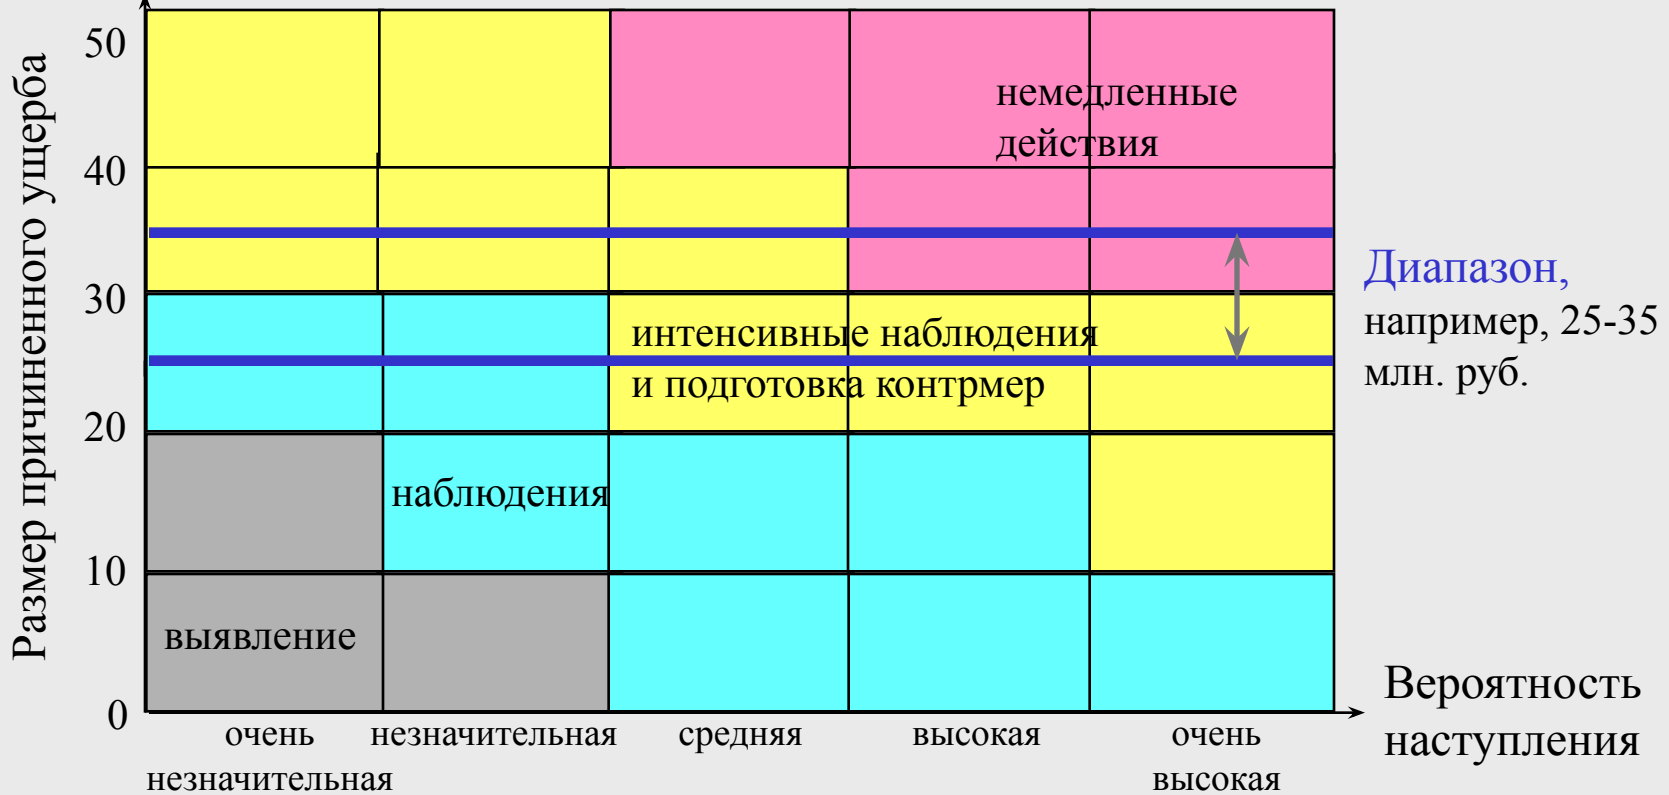 Размер причиненного ущерба
50
40
30
20
10
0
немедленные
действия
интенсивные наблюдения
и подготовка контрмер
наблюдения
выявление
Диапазон,
например, 25-35
млн. руб.
очень
незначительная
незначительная
средняя
высокая
очень
высокая
Вероятность
наступления